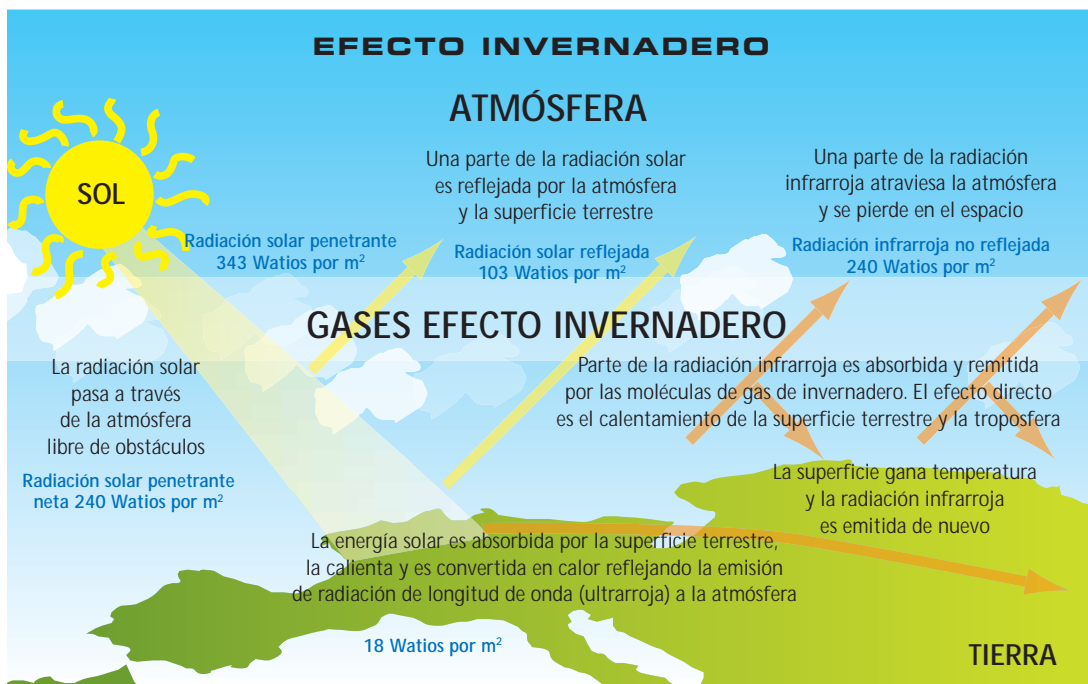 EFECTO INVERNADERO
ATMÓSFERA
SOL
Una parte de la radiación solar
es reflejada por la atmósfera
y la superficie terrestre
Una parte de la radiación
infrarroja atraviesa la atmósfera
y se pierde en el espacio
Radiación solar penetrante
343 Watios por m²
Radiación solar reflejada
103 Watios por m²
Radiación infrarroja no reflejada
240 Watios por m²
GASES EFECTO INVERNADERO
La radiación solar
pasa a través
de la atmósfera
libre de obstáculos
Radiación solar penetrante
neta 240 Watios por m²
Parte de la radiación infrarroja es absorbida y remitida
por las moléculas de gas de invernadero. El efecto directo
es el calentamiento de la superficie terrestre y la troposfera
La superficie gana temperatura
y la radiación infrarroja
es emitida de nuevo
La energía solar es absorbida por la superficie terrestre,
la calienta y es convertida en calor reflejando la emisión
de radiación de longitud de onda (ultrarroja) a la atmósfera
18 Watios por m²
TIERRA